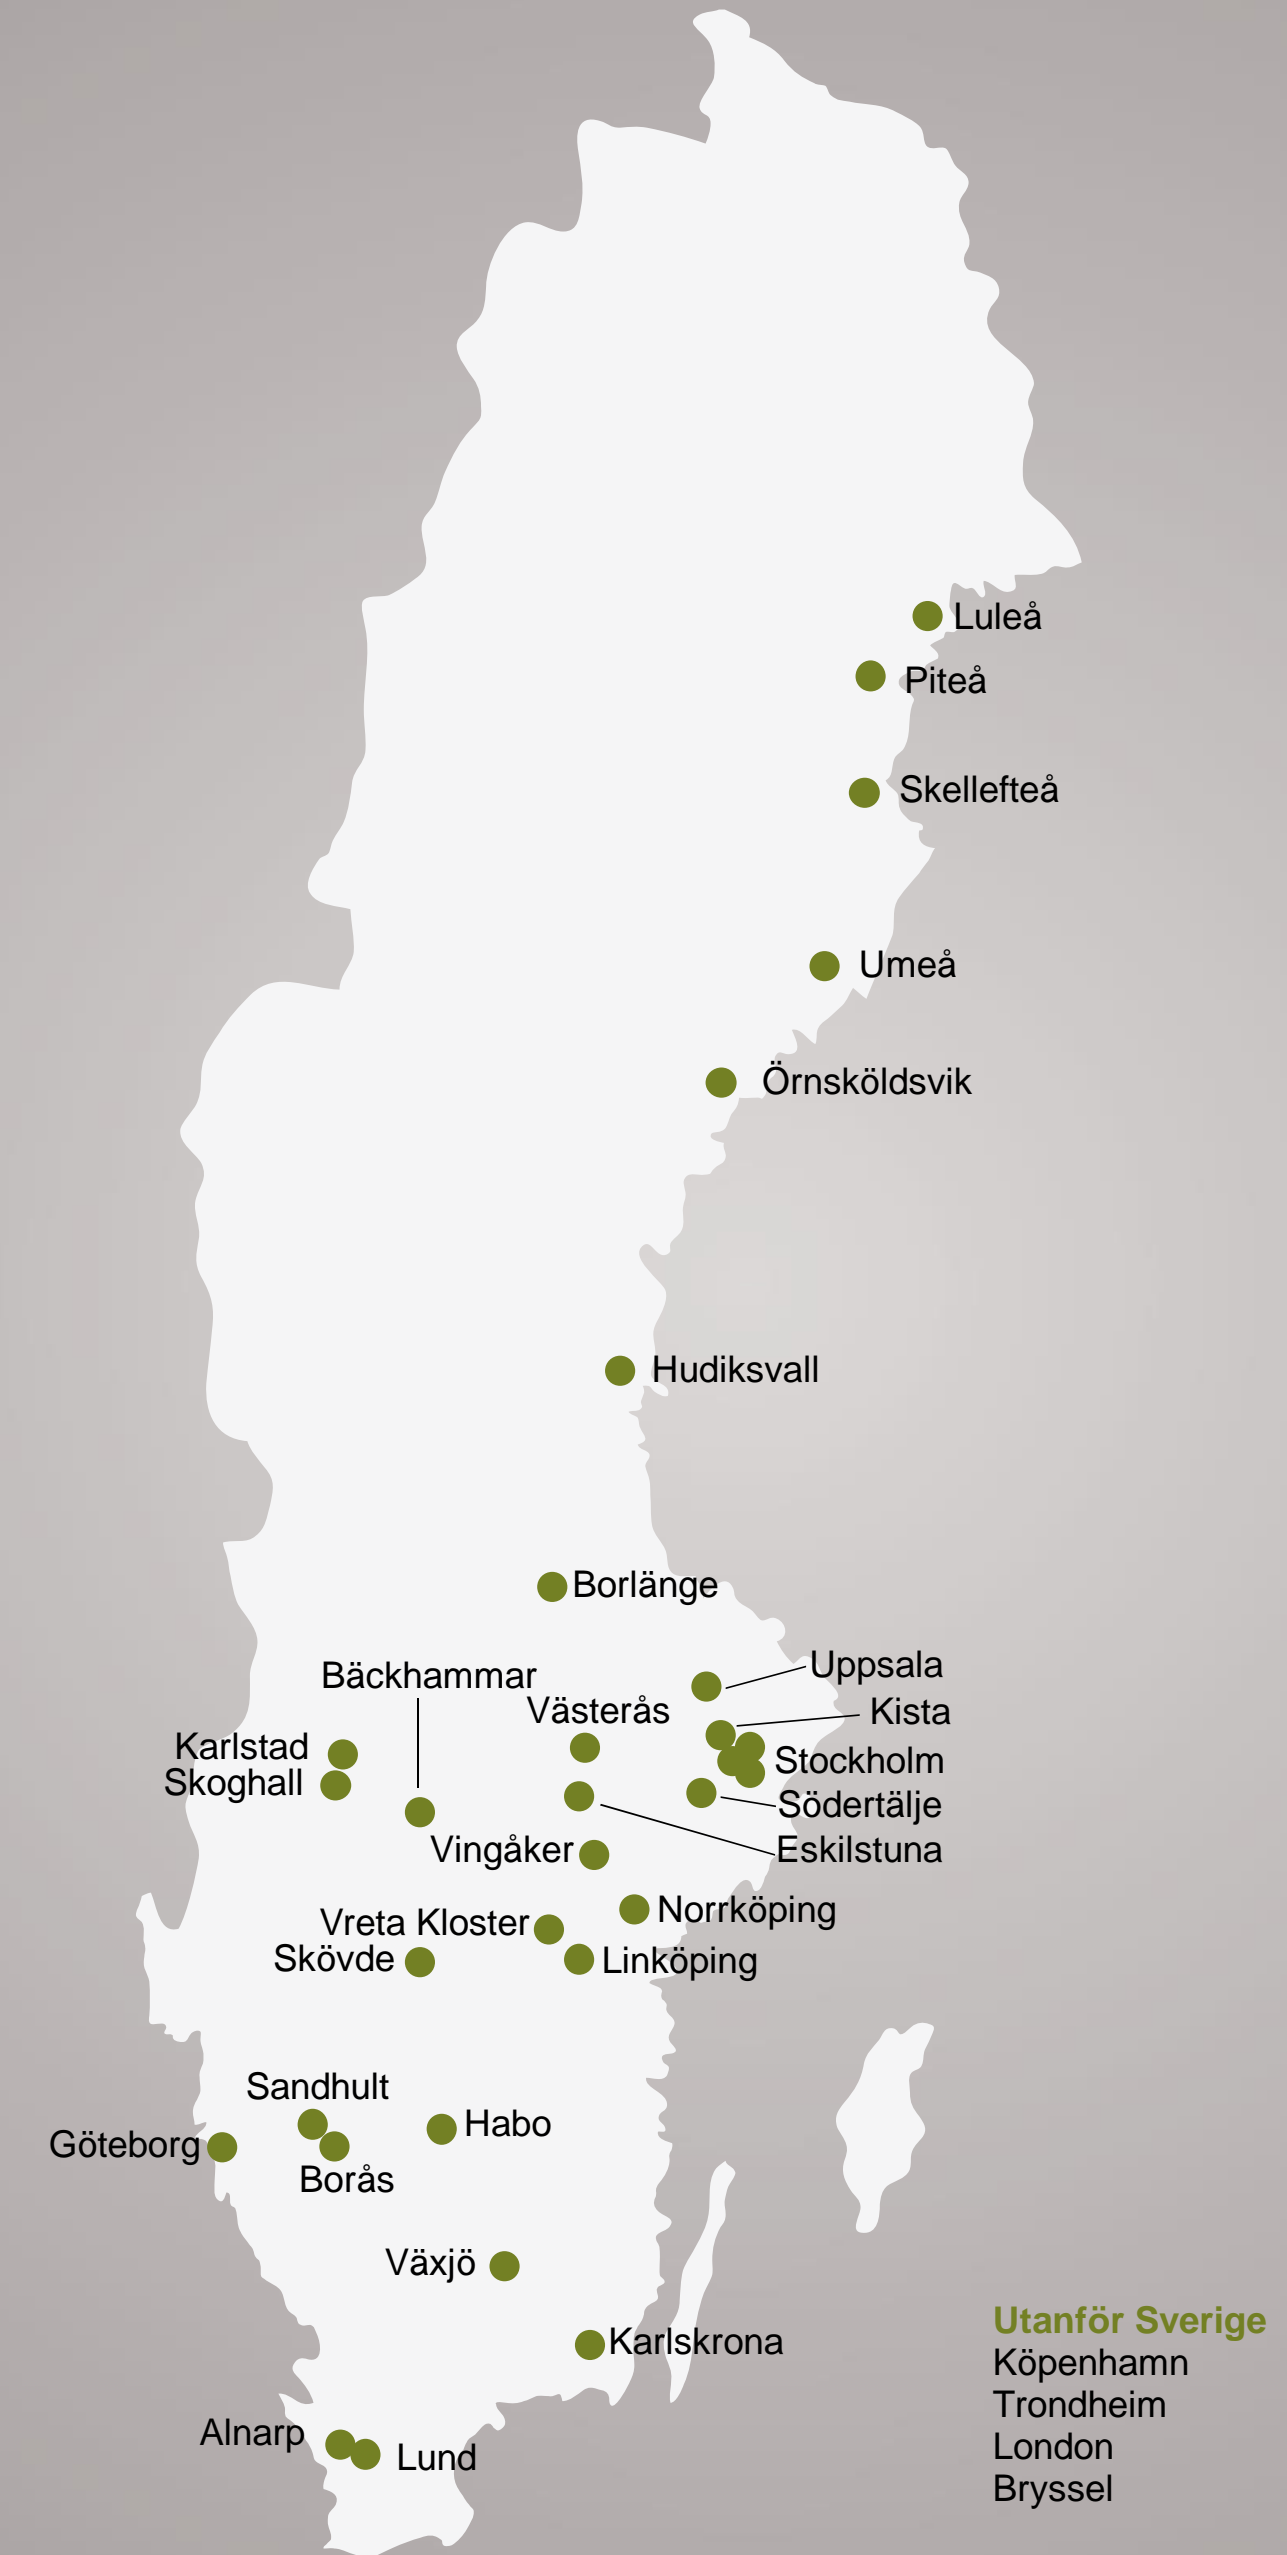 Luleå
Piteå
Skellefteå
Umeå
Örnsköldsvik
Hudiksvall
Borlänge
Uppsala
Bäckhammar
Västerås
Kista
Karlstad
Stockholm
Skoghall
Södertälje
Vingåker
Eskilstuna
Norrköping
Vreta Kloster
Skövde
Linköping
Sandhult
Habo
Göteborg
Borås
Växjö
Karlskrona
Alnarp
Lund
Utanför Sverige
Köpenhamn
Trondheim
London
Bryssel